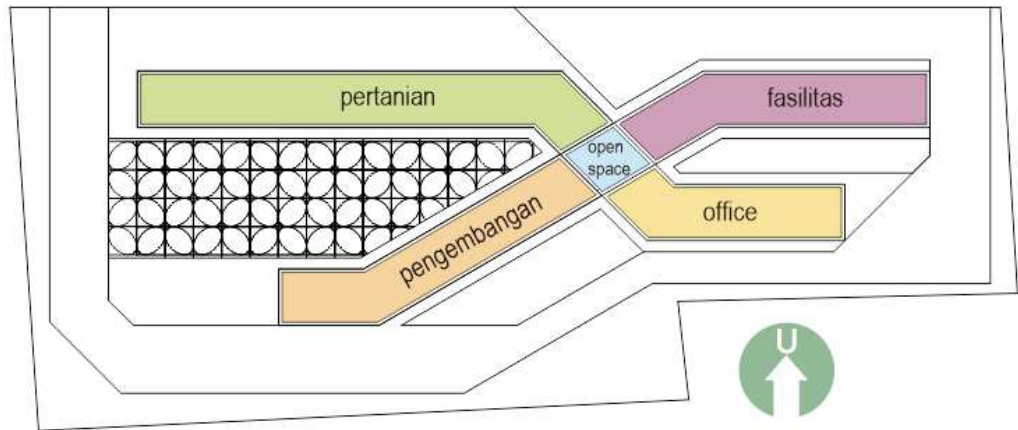 pertanian
fasilitas
open
space
pengembangan
office
U